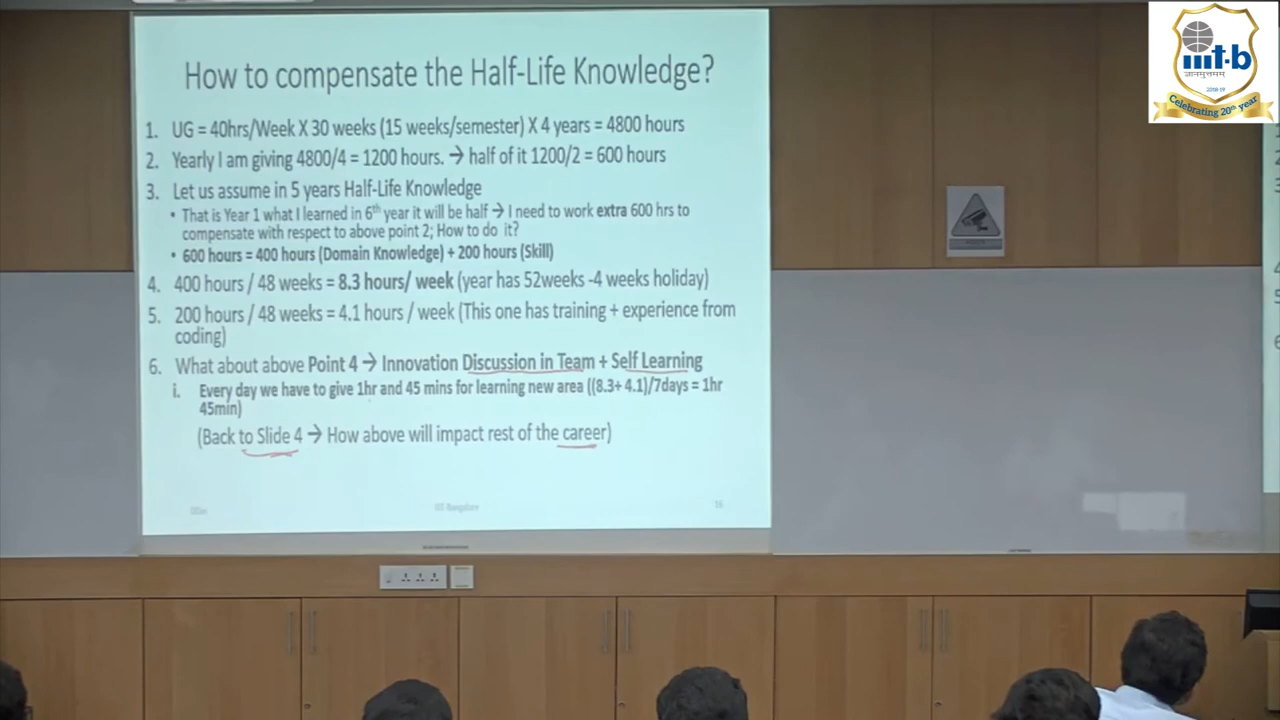 How to compensate the Half-Life Knowledge?
1. UG = 40hrs/Week X 30 weeks (15 weeks/semester) X 4 years = 4800 hours
2. Yearly I am giving 4800/4 = 1200 hours. → half of it 1200/2 = 600 hours
3. Let us assume in 5 years Half-Life Knowledge
• That is Year 1 what I learned in 6th year it will be half → I need to work extra 600 hrs to
compensate with respect to above point 2; How to do it?
• 600 hours = 400 hours (Domain Knowledge) + 200 hours (Skill)
4. 400 hours / 48 weeks = 8.3 hours/ week (year has 52weeks -4 weeks holiday)
5. 200 hours / 48 weeks = 4.1 hours / week (This one has training + experience from
coding)
6. What about above Point 4 → Innovation Discussion in Team + Self Learning
i. Every day we have to give 1hr and 45 mins for learning new area ((8.3+ 4.1)/7days = 1hr
45min)
(Back to Slide 4 → How above will impact rest of the career)
iiit-b
ज्ञानमुत्तमम्
2018-19
Celebrating 20th year